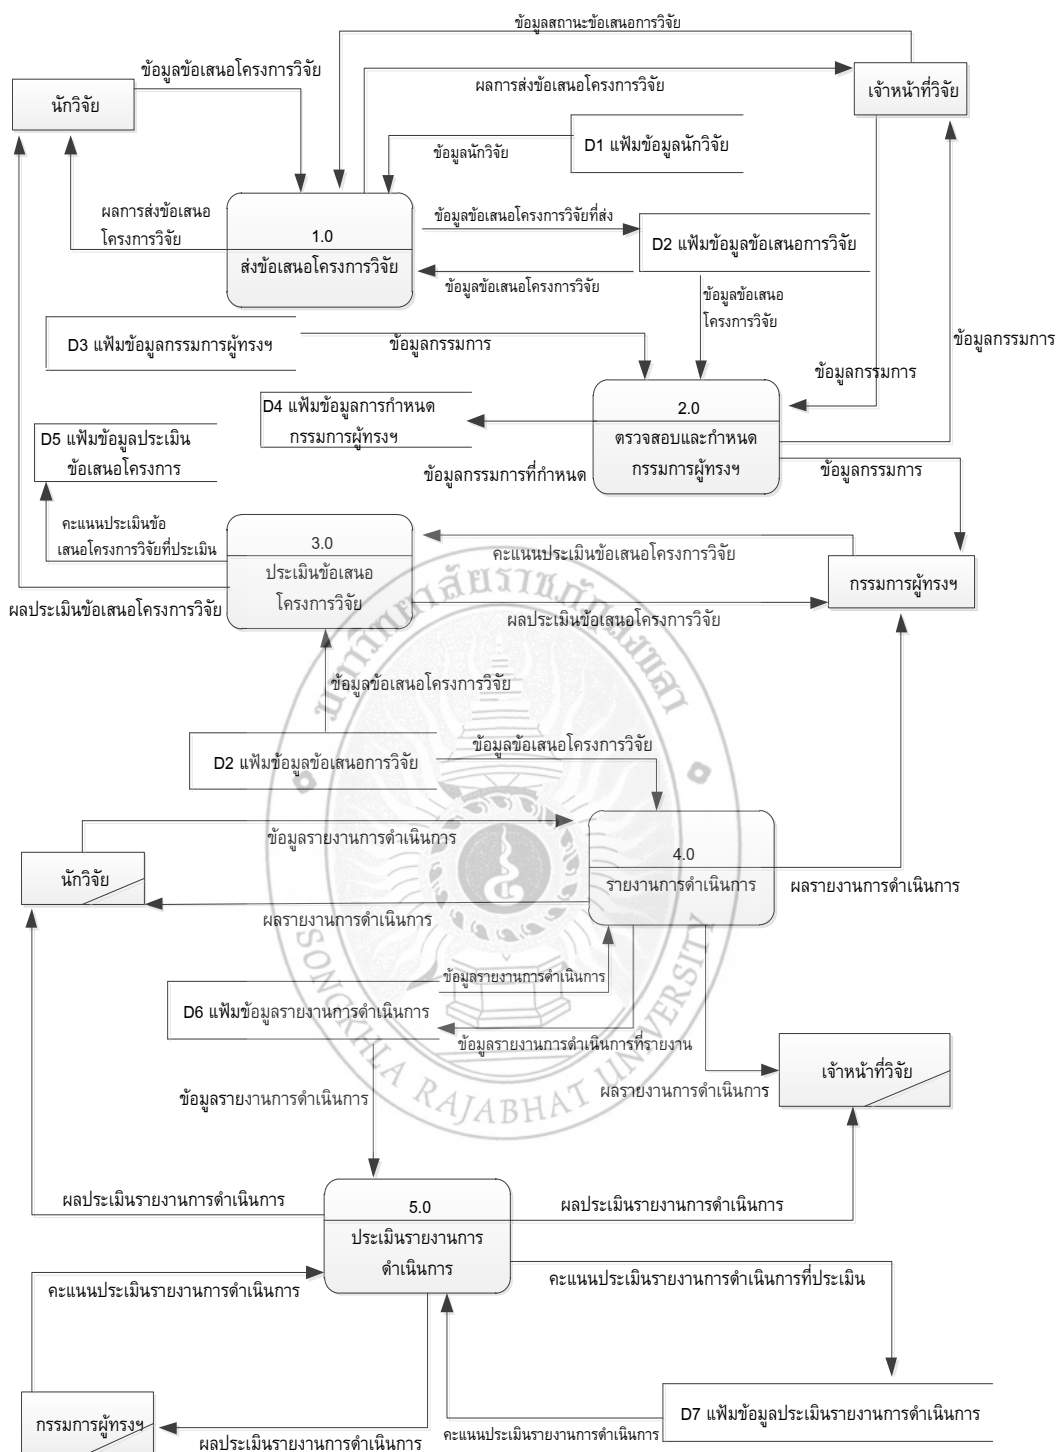 ข้อมูลสถานะข้อเสนอการวิจัย
ข้อมูลข้อเสนอโครงการวิจัย
ผลการส่งข้อเสนอโครงการวิจัย
นักวิจัย
เจ้าหน้าที่วิจัย
ข้อมูลนักวิจัย
D1 แฟ้มข้อมูลนักวิจัย
ผลการส่งข้อเสนอ
โครงการวิจัย
1.0
ส่งข้อเสนอโครงการวิจัย
ข้อมูลข้อเสนอโครงการวิจัยที่ส่ง
D2 แฟ้มข้อมูลข้อเสนอการวิจัย
ข้อมูลข้อเสนอโครงการวิจัย
ข้อมูลข้อเสนอ
โครงการวิจัย
D3 แฟ้มข้อมูลกรรมการผู้ทรงฯ
ข้อมูลกรรมการ
ข้อมูลกรรมการ
ข้อมูลกรรมการ
D4 แฟ้มข้อมูลการกำหนด
กรรมการผู้ทรงฯ
2.0
ตรวจสอบและกำหนด
กรรมการผู้ทรงฯ
D5 แฟ้มข้อมูลประเมิน
ข้อเสนอโครงการ
ข้อมูลกรรมการที่กำหนด
ข้อมูลกรรมการ
คะแนนประเมินข้อ
เสนอโครงการวิจัยที่ประเมิน
3.0
ประเมินข้อเสนอ
โครงการวิจัย
คะแนนประเมินข้อเสนอโครงการวิจัย
กรรมการผู้ทรงฯ
ผลประเมินข้อเสนอโครงการวิจัย
ผลประเมินข้อเสนอโครงการวิจัย
มหาวิทยาลัยราชภัฏสงขลา
ข้อมูลข้อเสนอโครงการวิจัย
D2 แฟ้มข้อมูลข้อเสนอการวิจัย
ข้อมูลข้อเสนอโครงการวิจัย
ข้อมูลรายงานการดำเนินการ
นักวิจัย
4.0
รายงานการดำเนินการ
ผลรายงานการดำเนินการ
ผลรายงานการดำเนินการ
ข้อมูลรายงานการดำเนินการ
D6 แฟ้มข้อมูลรายงานการดำเนินการ
ข้อมูลรายงานการดำเนินการที่รายงาน
เจ้าหน้าที่วิจัย
ผลรายงานการดำเนินการ
ข้อมูลรายงานการดำเนินการ
SONGKHLA RAJABHAT UNIVERSITY
ผลประเมินรายงานการดำเนินการ
5.0
ประเมินรายงานการ
ดำเนินการ
ผลประเมินรายงานการดำเนินการ
คะแนนประเมินรายงานการดำเนินการ
คะแนนประเมินรายงานการดำเนินการที่ประเมิน
กรรมการผู้ทรงฯ
ผลประเมินรายงานการดำเนินการ
คะแนนประเมินรายงานการดำเนินการ
D7 แฟ้มข้อมูลประเมินรายงานการดำเนินการ